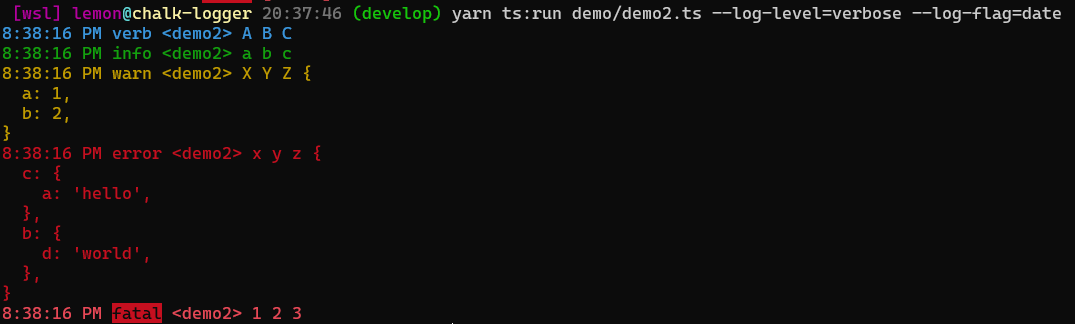 [wsl] lemon@chalk-logger 20:37:46 (develop) yarn ts:run demo/demo2.ts --log-level=verbose --log-flag=date
8:38:16 PM verb <demo2> A B C
8:38:16 PM info <demo2> a b c
8:38:16 PM warn <demo2> X Y Z {
  a: 1,
  b: 2,
}
8:38:16 PM error <demo2> x y z {
  c: {
    a: 'hello',
  },
  b: {
    d: 'world',
  },
}
8:38:16 PM fatal <demo2> 1 2 3